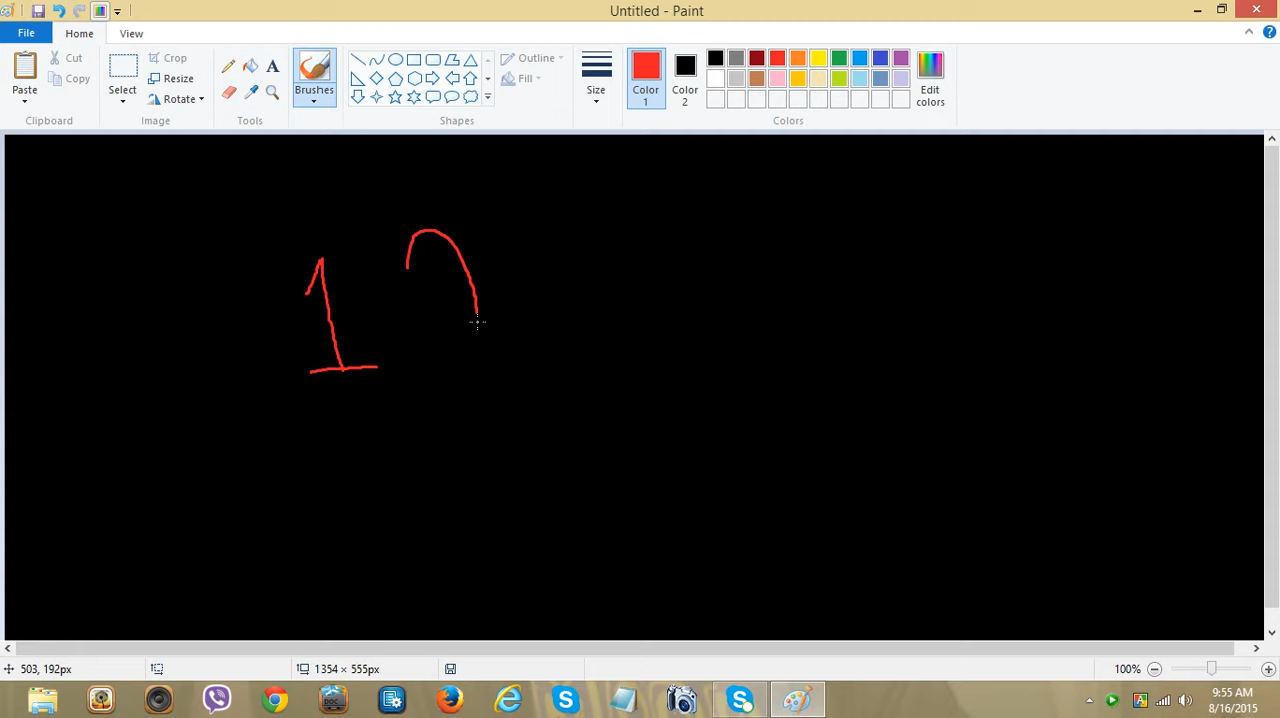 Untitled - Paint
File Home View
Paste
Cut
Copy
Clipboard
Select
Crop
Resize
Rotate
Image
A
Tools
Brushes
Outline
Fill
Shapes
Size
Color 1
Color 2
Edit colors
Colors
1
503, 192px
1354 × 555px
100%
DOC
9:55 AM
8/16/2015